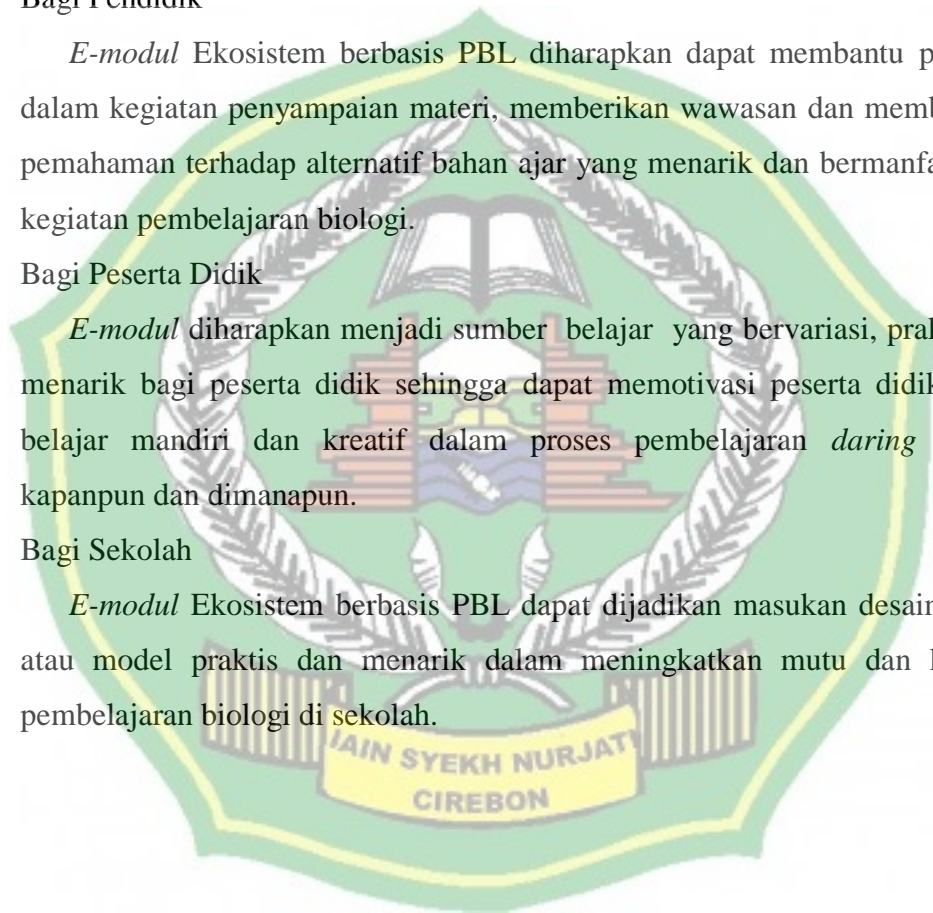 Bagi Pendidik
E-modul Ekosistem berbasis PBL diharapkan dapat membantu
dalam kegiatan penyampaian materi, memberikan wawasan dan
pemahaman terhadap alternatif bahan ajar yang menarik dan
kegiatan pembelajaran biologi.
Bagi Peserta Didik
E-modul diharapkan menjadi sumber belajar yang bervariasi,
menarik bagi peserta didik sehingga dapat memotivasi peserta didik
belajar mandiri dan kreatif dalam proses pembelajaran daring
kapanpun dan dimanapun.
Bagi Sekolah
E-modul Ekosistem berbasis PBL dapat dijadikan masukan desain
atau model praktis dan menarik dalam meningkatkan mutu dan
pembelajaran biologi di sekolah.
IAIN SYEKH NURJATI
CIREBON